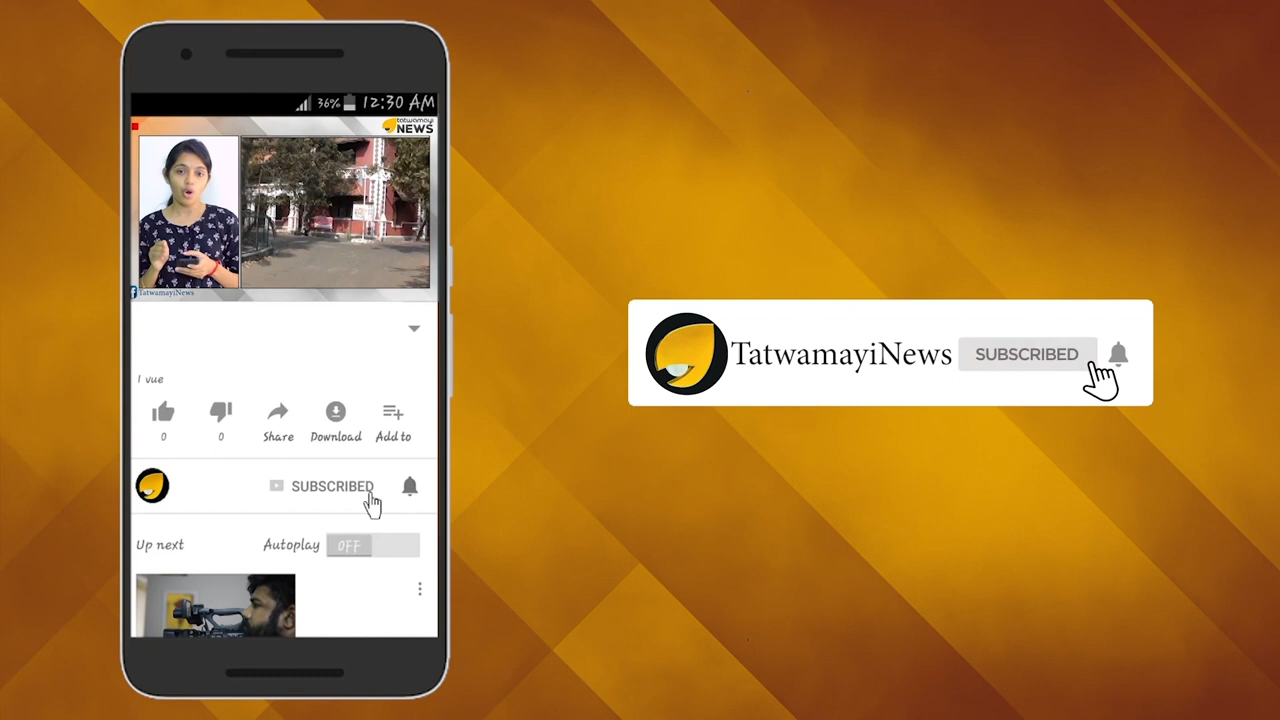 36% 12:30 AM
tatwamayi
NEWS
TatwamayiNews
1 vue
0 0 Share Download Add to
SUBSCRIBED
Up next Autoplay OFF
TatwamayiNews SUBSCRIBED